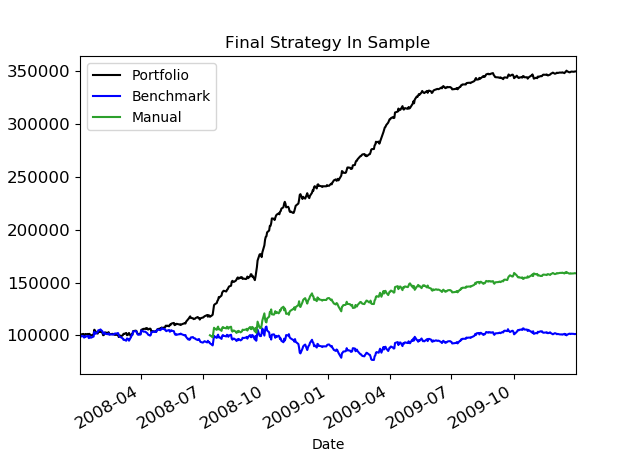 Final Strategy In Sample
350000
300000
250000
200000
150000
100000
Portfolio
Benchmark
Manual
2008-04
2008-07
2008-10
2009-01
2009-04
2009-07
2009-10
Date